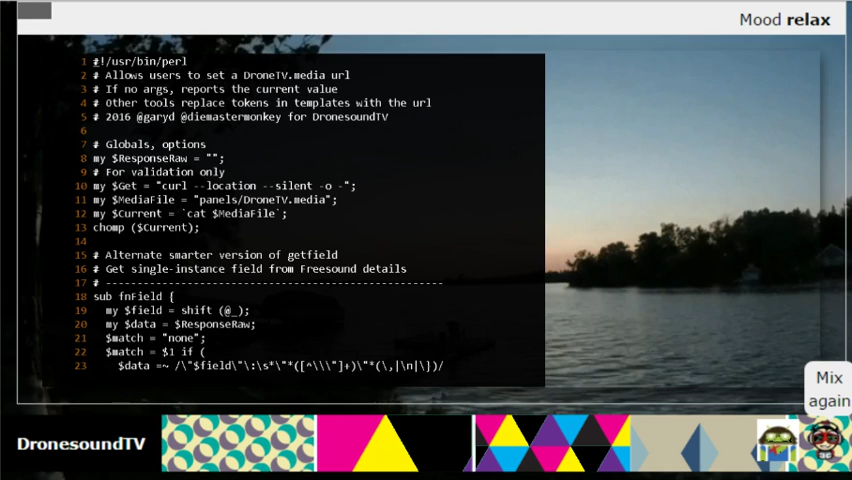 Mood relax
1 #!/usr/bin/perl
2 # Allows users to set a DroneTV.media url
3 # If no args, reports the current value
4 # Other tools replace tokens in templates with the url
5 # 2016 @garyd @diemastermonkey for DronesoundTV
6
7 # Globals, options
8 my $ResponseRaw = "";
9 # For validation only
10 my $Get = "curl --location --silent -o -";
11 my $MediaFile = "panels/DroneTV.media";
12 my $Current = `cat $MediaFile`;
13 chomp ($Current);
14
15 # Alternate smarter version of getfield
16 # Get single-instance field from Freesound details
17 # ------------------------------------------------------
18 sub fnField {
19 my $field = shift (@_);
20 my $data = $ResponseRaw;
21 $match = "none";
22 $match = $1 if (
23 $data =~ /\"$field\"\:\s*\"*([^\\\"]+)\"*(\,|\n|\})/
Mix
again
DronesoundTV